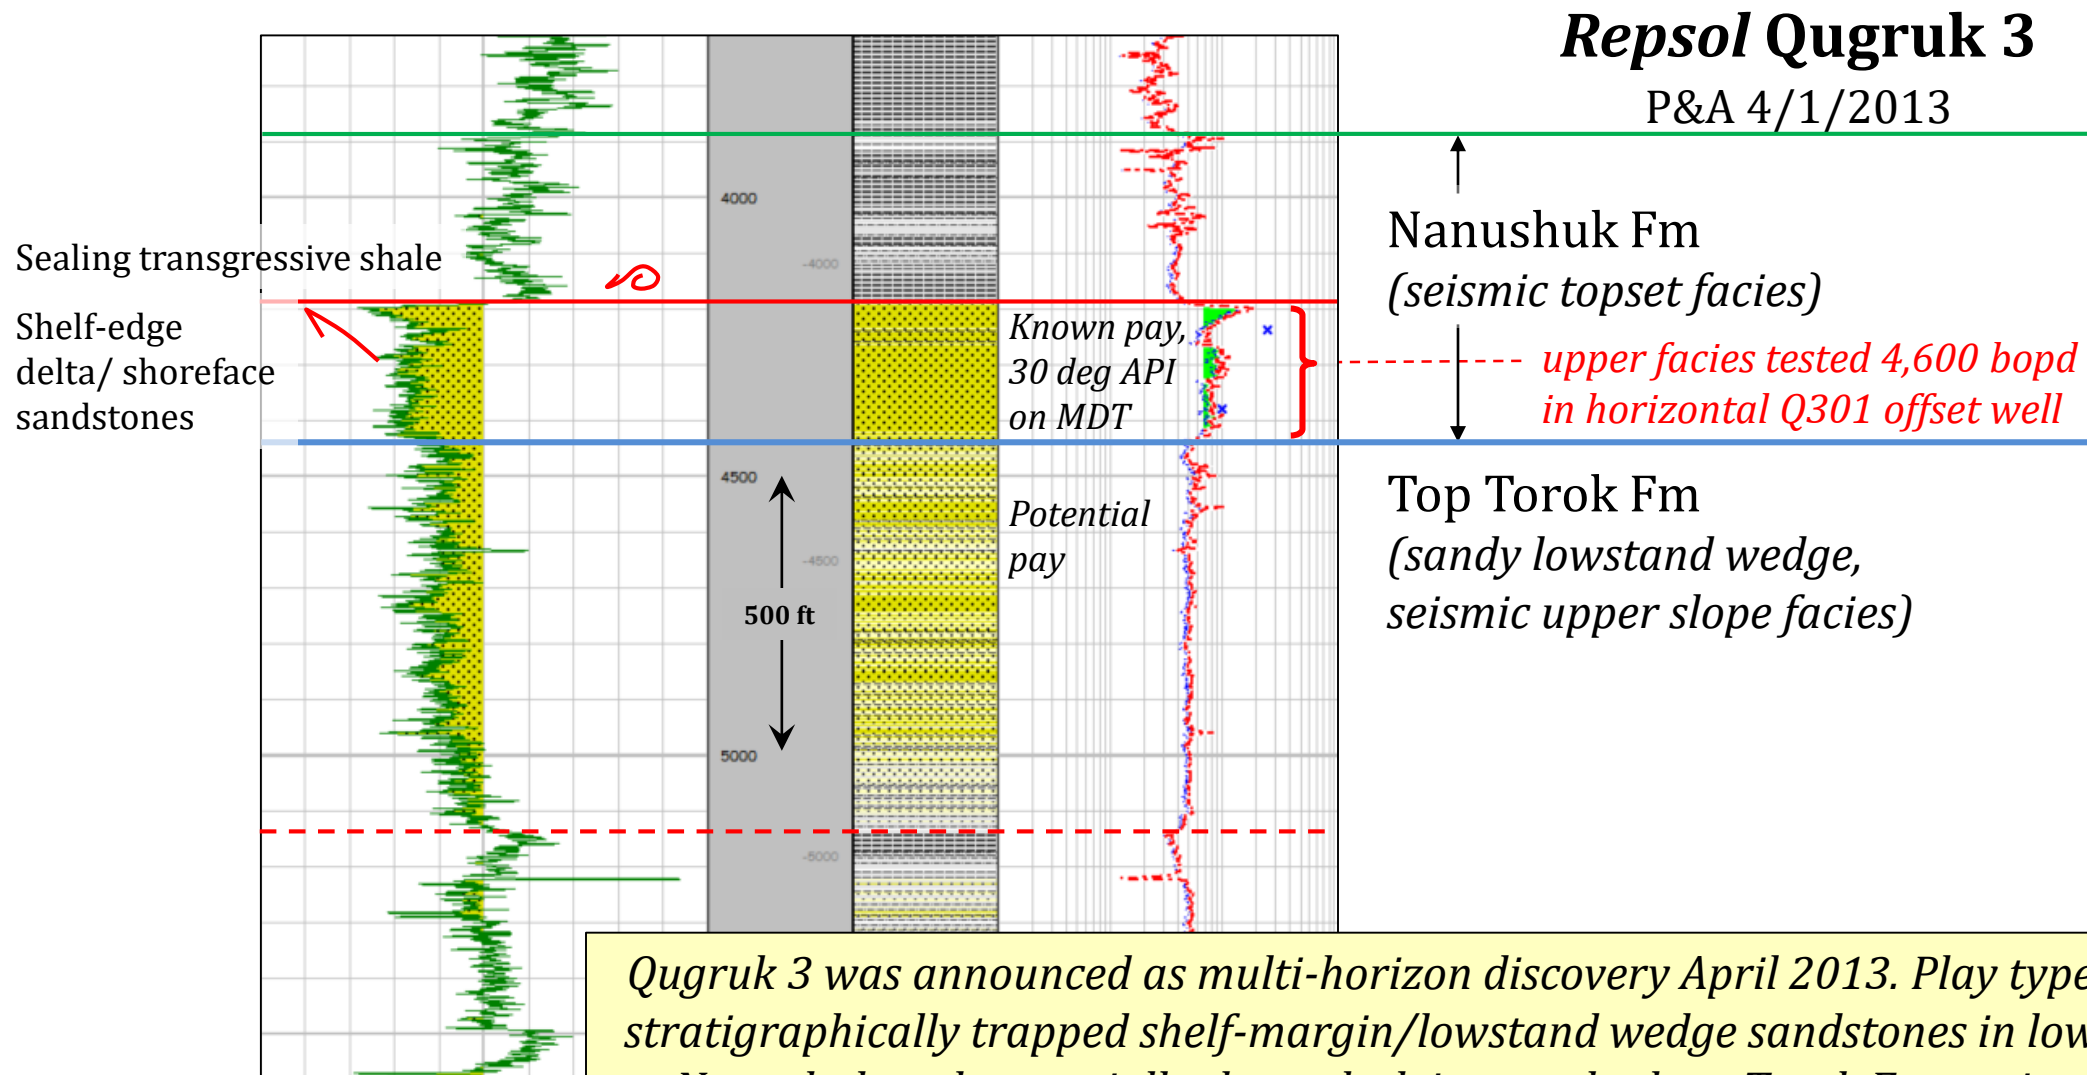 Repsol Qugruk 3
P&A 4/1/2013
4000
Nanushuk Fm
(seismic topset facies)
Sealing transgressive shale
-4000
Shelf-edge
delta/ shoreface
sandstones
Known pay,
30 deg API
on MDT
upper facies tested 4,600 bopd
in horizontal Q301 offset well
4500
Top Torok Fm
(sandy lowstand wedge,
seismic upper slope facies)
Potential
pay
-4500
500 ft
5000
-5000
Qugruk 3 was announced as multi-horizon discovery April 2013. Play type
stratigraphically trapped shelf-margin/lowstand wedge sandstones in low